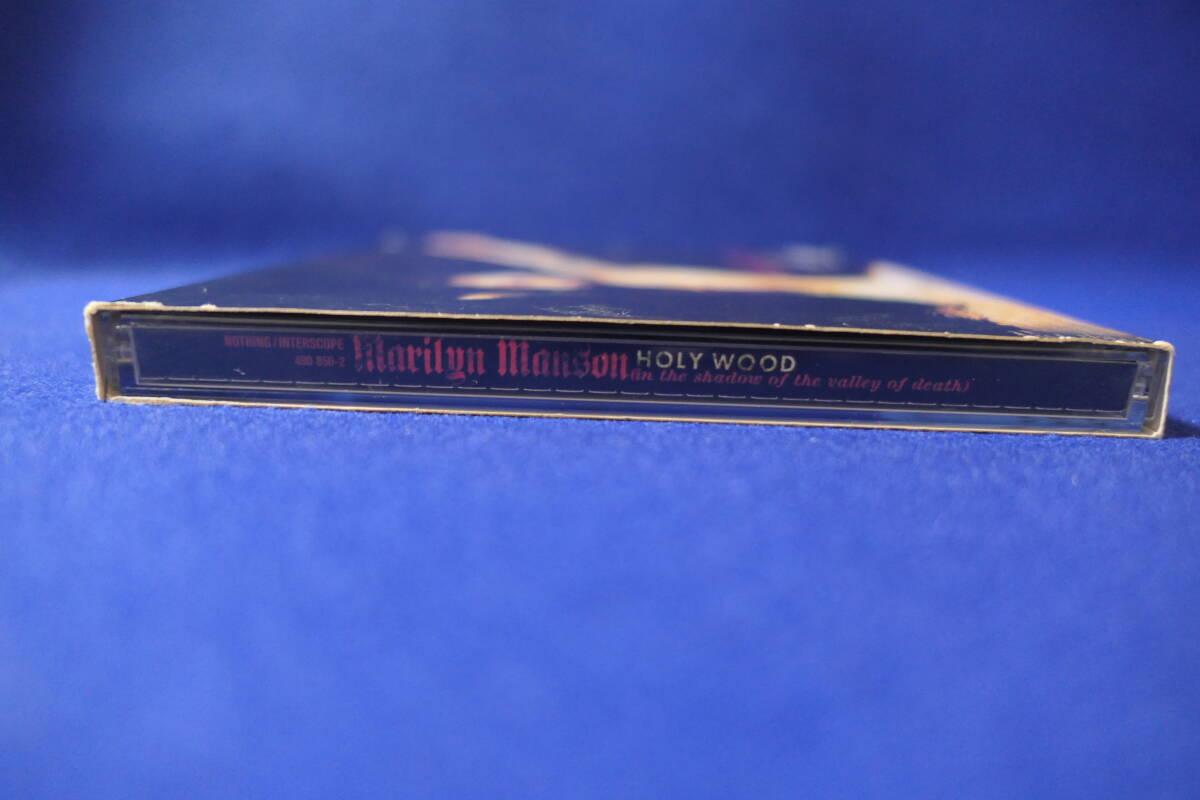 NOTHING/INTERSCOPE
490 850-2
Marilyn Manson
HOLY WOOD
(in the shadow of the valley of death)